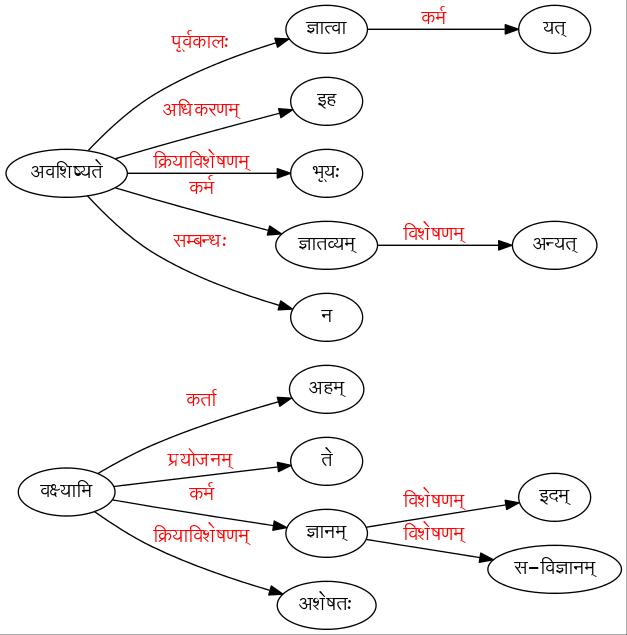 पूर्वकालः
ज्ञात्वा
कर्म
यत्
अधिकरणम्
इह
अवशिष्यते
क्रियाविशेषणम्
भूयः
कर्म
ज्ञातव्यम्
विशेषणम्
अन्यत्
सम्बन्धः
न
कर्ता
अहम्
प्रयोजनम्
ते
वक्ष्यामि
कर्म
ज्ञानम्
विशेषणम्
इदम्
विशेषणम्
स-विज्ञानम्
क्रियाविशेषणम्
अशेषतः